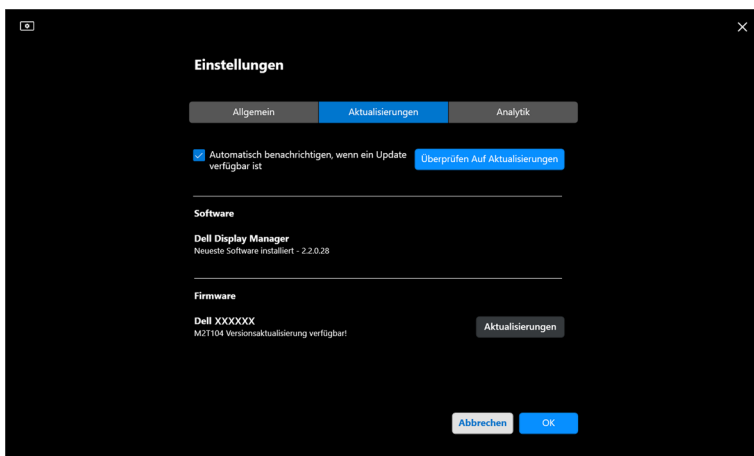 Einstellungen
Allgemein
Aktualisierungen
Analytik
Automatisch benachrichtigen, wenn ein Update
verfügbar ist
Überprüfen Auf Aktualisierungen
Software
Dell Display Manager
Neueste Software installiert - 2.2.0.28
Firmware
Dell XXXXXX
M2T104 Versionsaktualisierung verfügbar!
Aktualisierungen
Abbrechen
OK